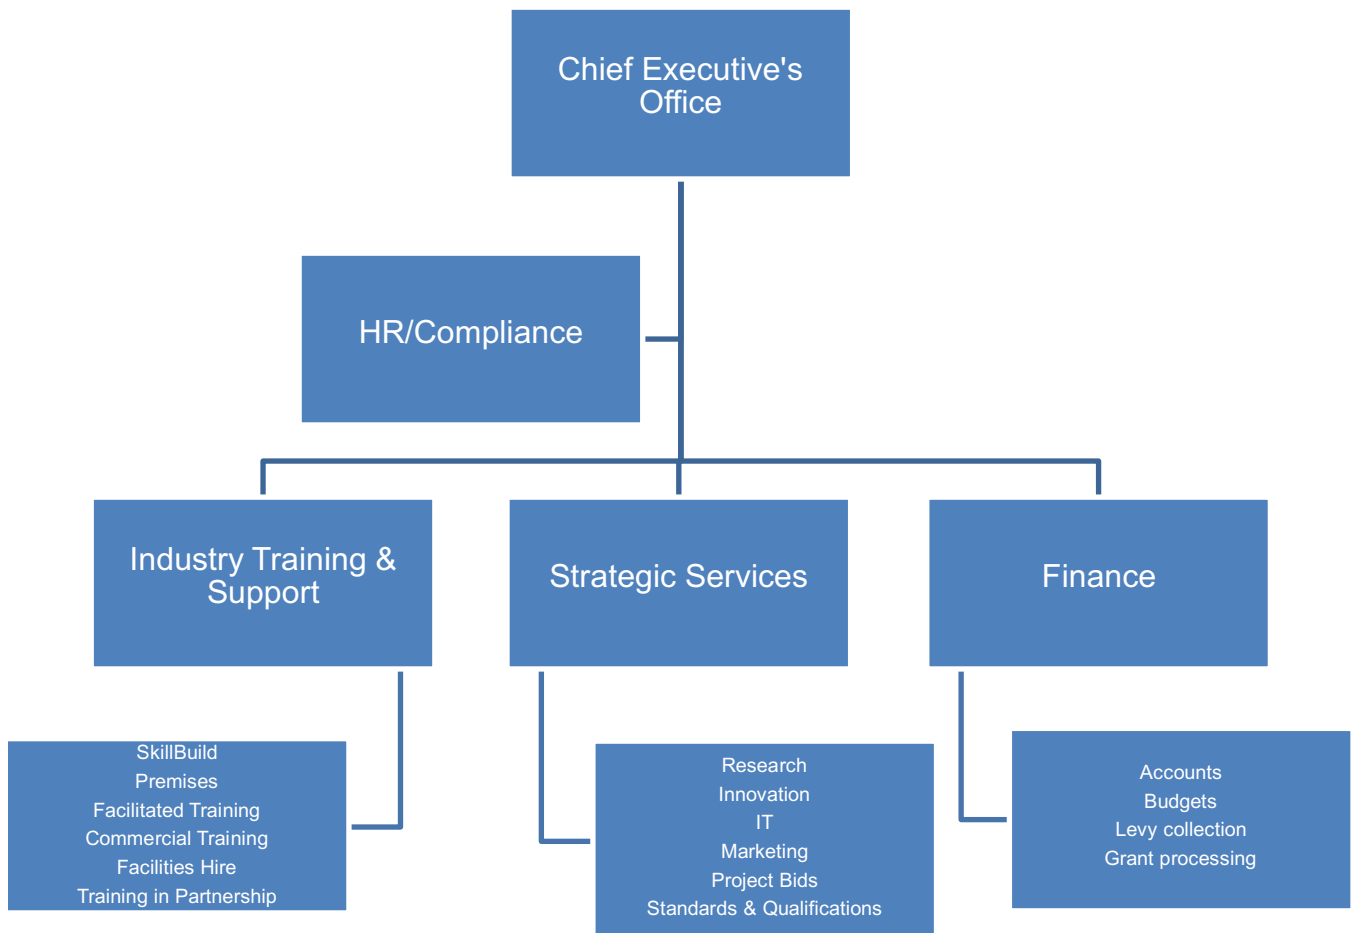 Chief Executive's
Office
HR/Compliance
Industry Training &
Support
Strategic Services
Finance
SkillBuild
Premises
Facilitated Training
Commercial Training
Facilities Hire
Training in Partnership
Research
Innovation
IT
Marketing
Project Bids
Standards & Qualifications
Accounts
Budgets
Levy collection
Grant processing